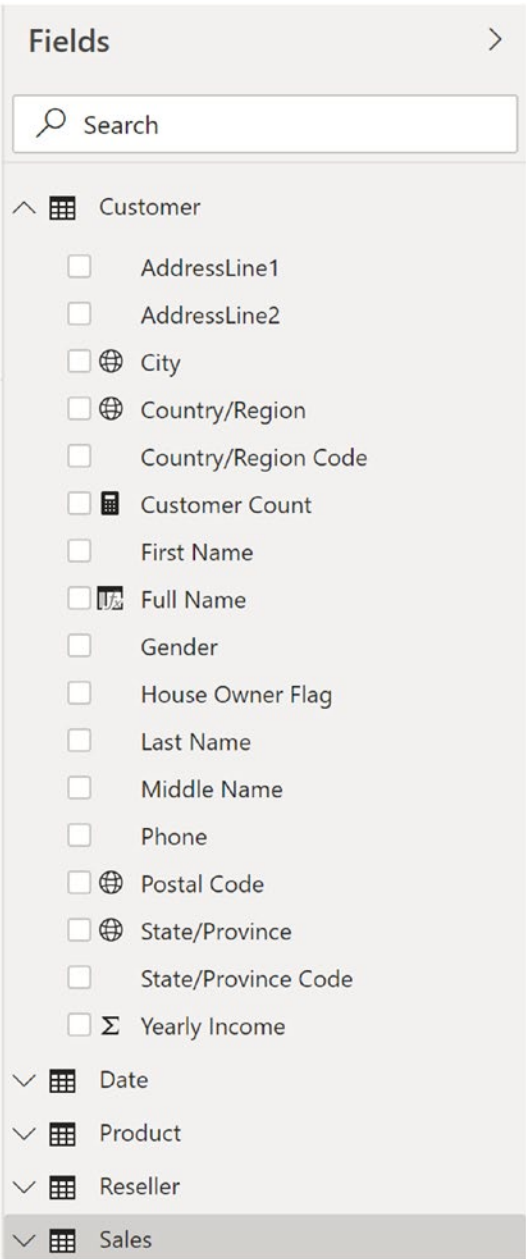 Fields
Search
Customer
AddressLine1
AddressLine2
City
Country/Region
Country/Region Code
Customer Count
First Name
Full Name
Gender
House Owner Flag
Last Name
Middle Name
Phone
Postal Code
State/Province
State/Province Code
Σ Yearly Income
Date
Product
Reseller
Sales